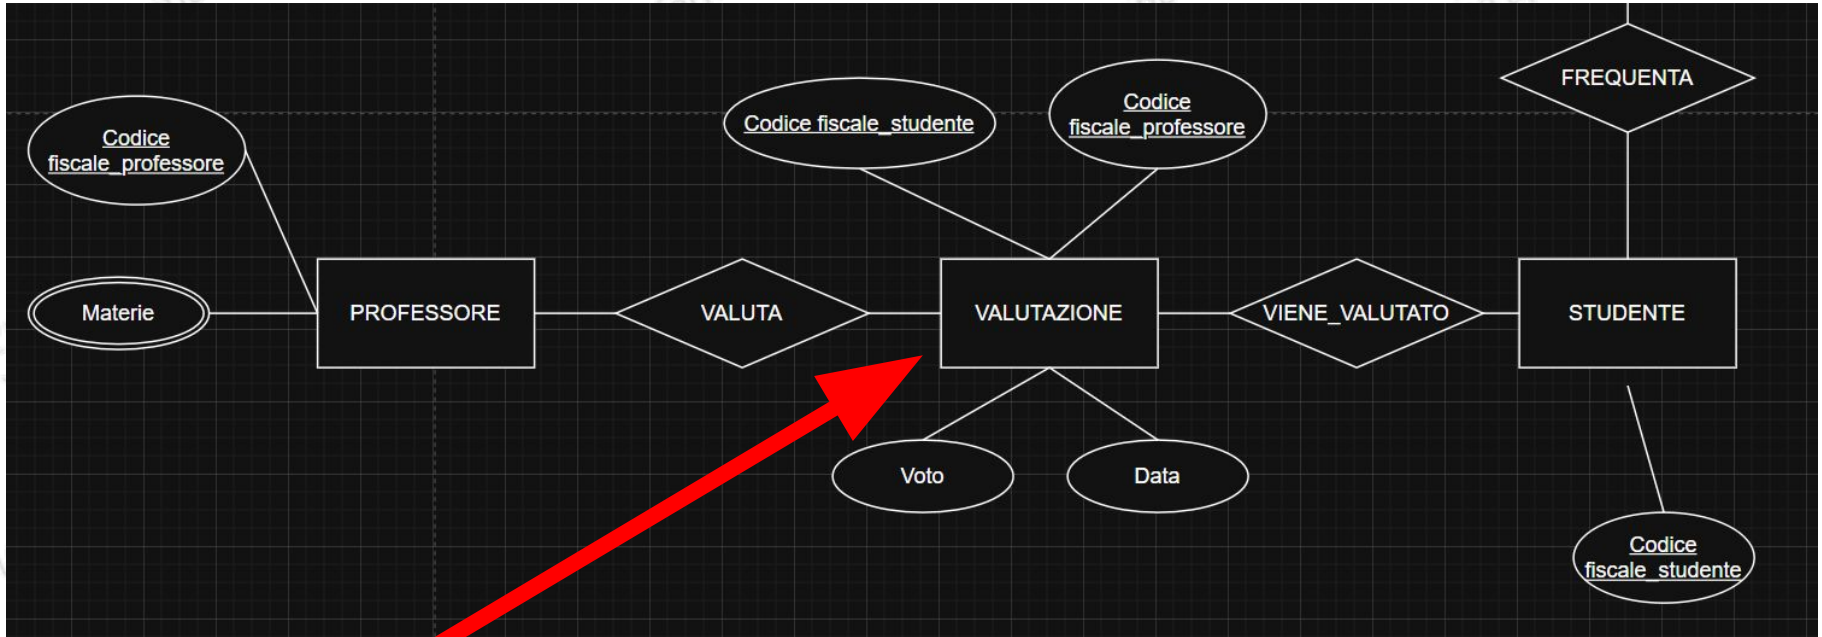 FREQUENTA
Codice
fiscale_professore
Codice fiscale_studente
Codice
fiscale_professore
Materie
PROFESSORE
VALUTA
VALUTAZIONE
VIENE_VALUTATO
STUDENTE
Voto
Data
Codice
fiscale_studente